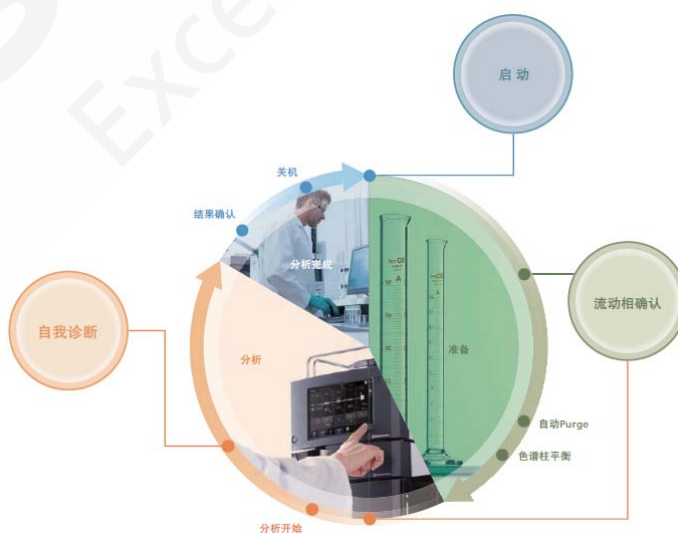 Exce
启动
关机
结果确认
分析完成
流动相确认
自我诊断
分析
准备
自动Purge
色谱柱平衡
分析开始